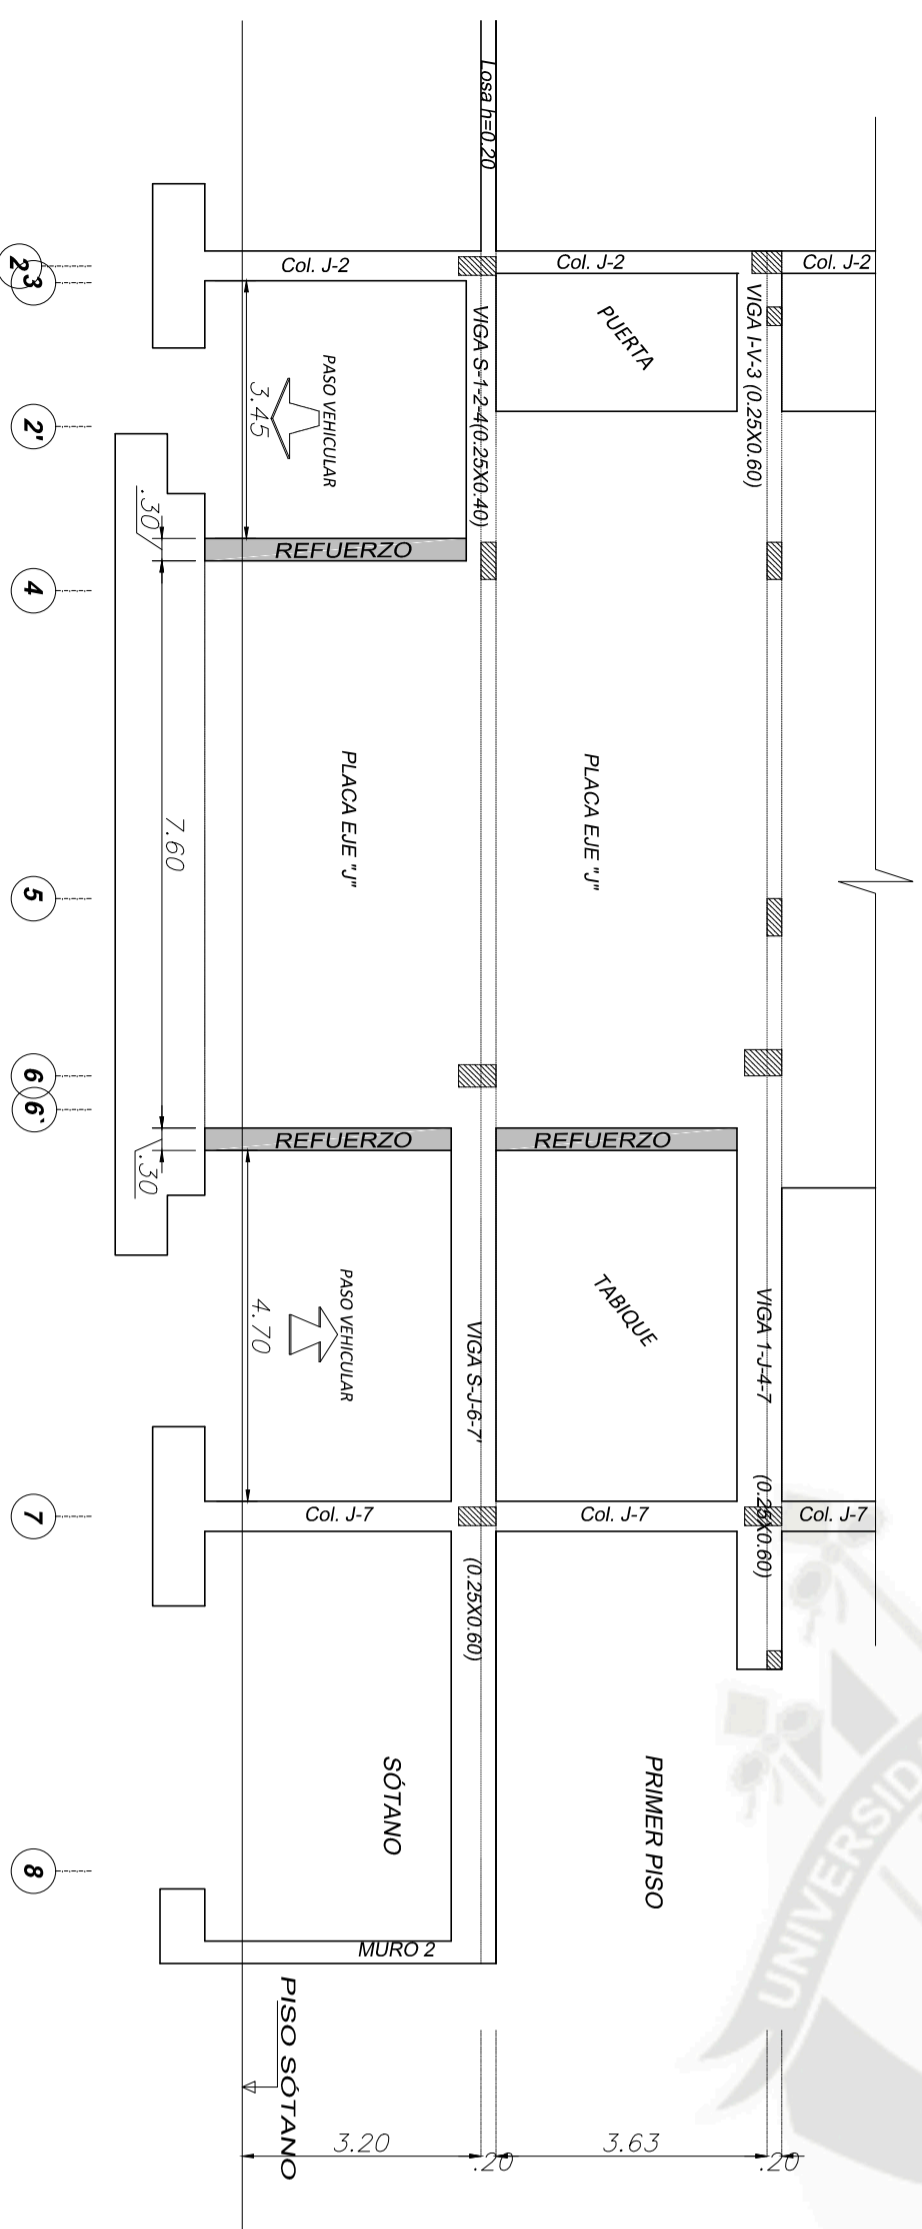 Losa h=0.20
Col. J-2
Col. J-2
Col. J-2
VIGA S-1-2-4(0.25X0.40)
VIGA I-V-3 (0.25X0.60)
PUERTA
PASO VEHICULAR
3.45
.30
REFUERZO
PLACA EJE "J"
PLACA EJE "J"
7.60
REFUERZO
REFUERZO
.30
PASO VEHICULAR
4.70
TABIQUE
VIGA S-J-6-7'
(0.25X0.60)
VIGA 1-J-4-7
(0.25X0.60)
Col. J-7
Col. J-7
Col. J-7
SÓTANO
PRIMER PISO
MURO 2
PISO SÓTANO
3.20
.20
3.63
.20
2
3
2'
4
5
6
6`
7
8